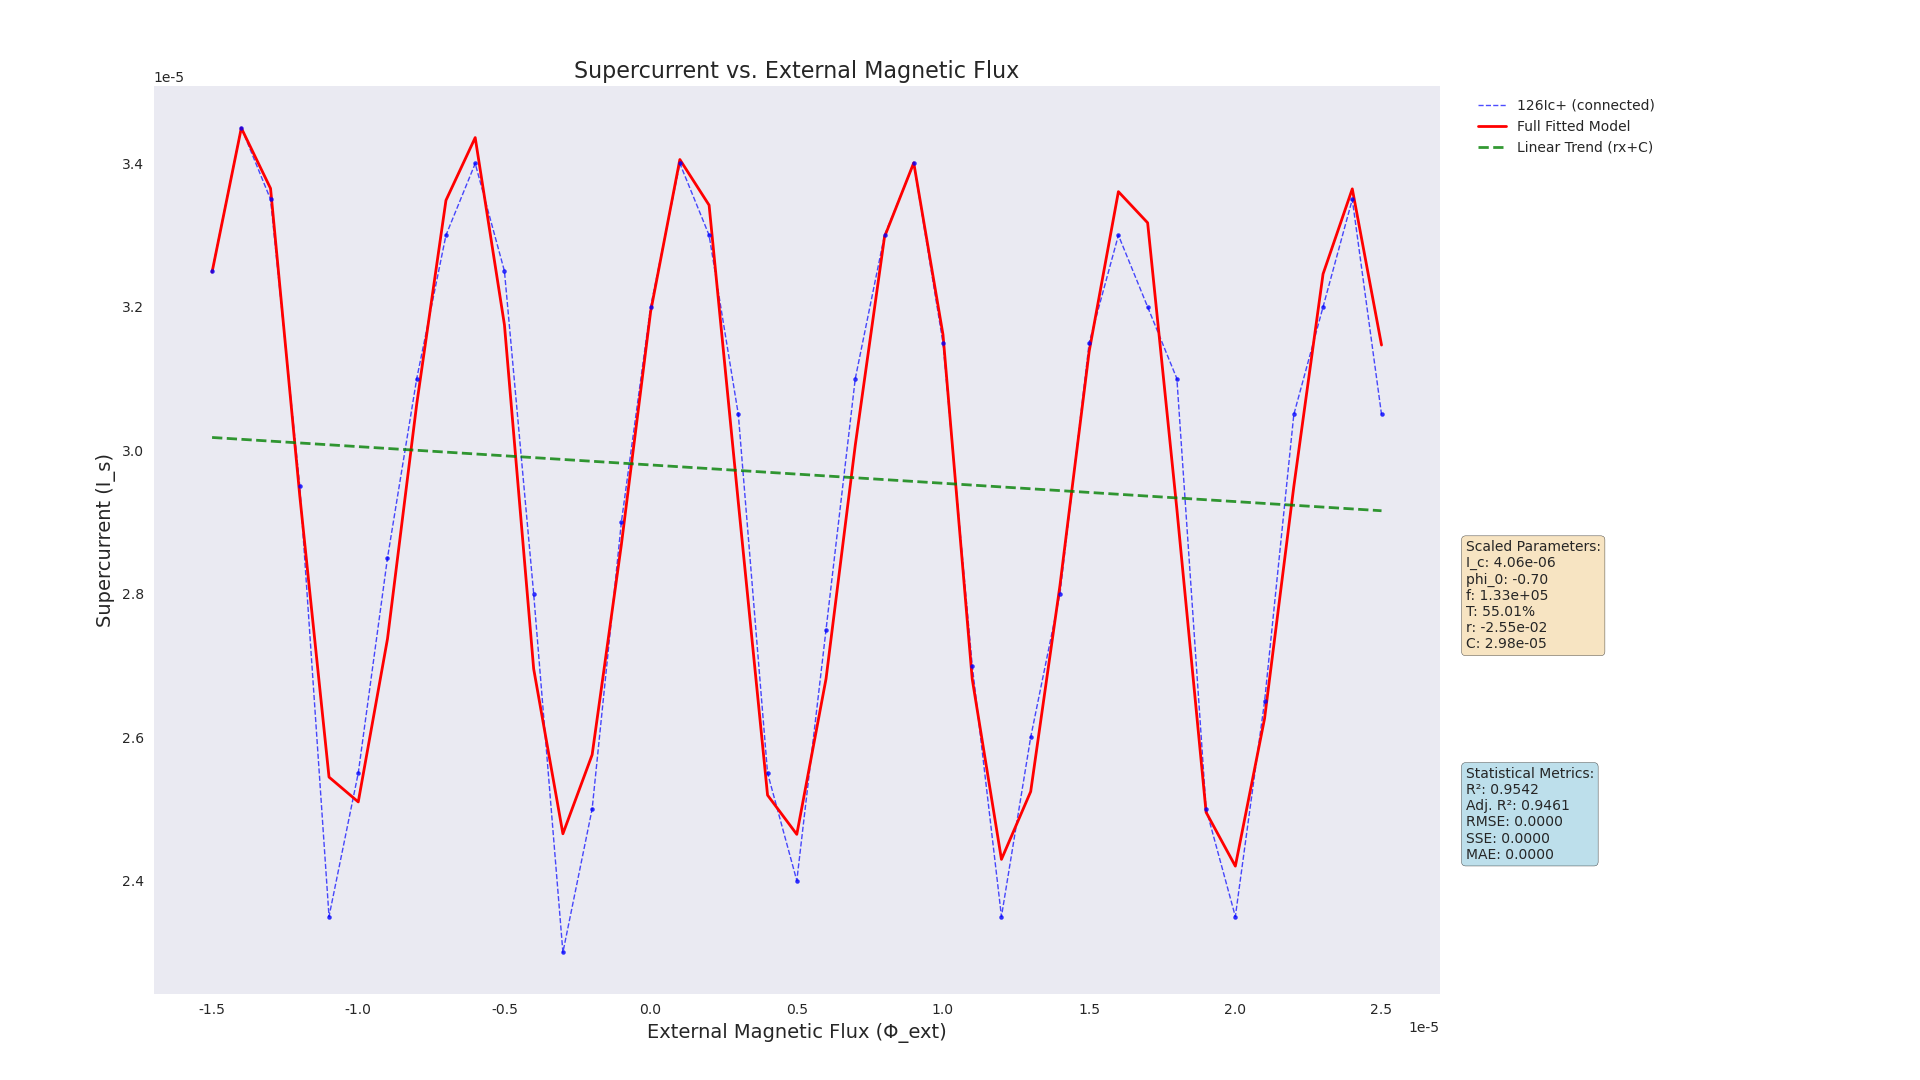 Supercurrent vs. External Magnetic Flux
1e-5
3.4
3.2
3.0
2.8
2.6
2.4
Supercurrent (I_s)
-1.5
-1.0
-0.5
0.0
0.5
1.0
1.5
2.0
2.5
1e-5
External Magnetic Flux (Φ_ext)
126Ic+ (connected)
Full Fitted Model
Linear Trend (rx+C)
Scaled Parameters:
I_c: 4.06e-06
phi_0: -0.70
f: 1.33e+05
T: 55.01%
r: -2.55e-02
C: 2.98e-05
Statistical Metrics:
R²: 0.9542
Adj. R²: 0.9461
RMSE: 0.0000
SSE: 0.0000
MAE: 0.0000